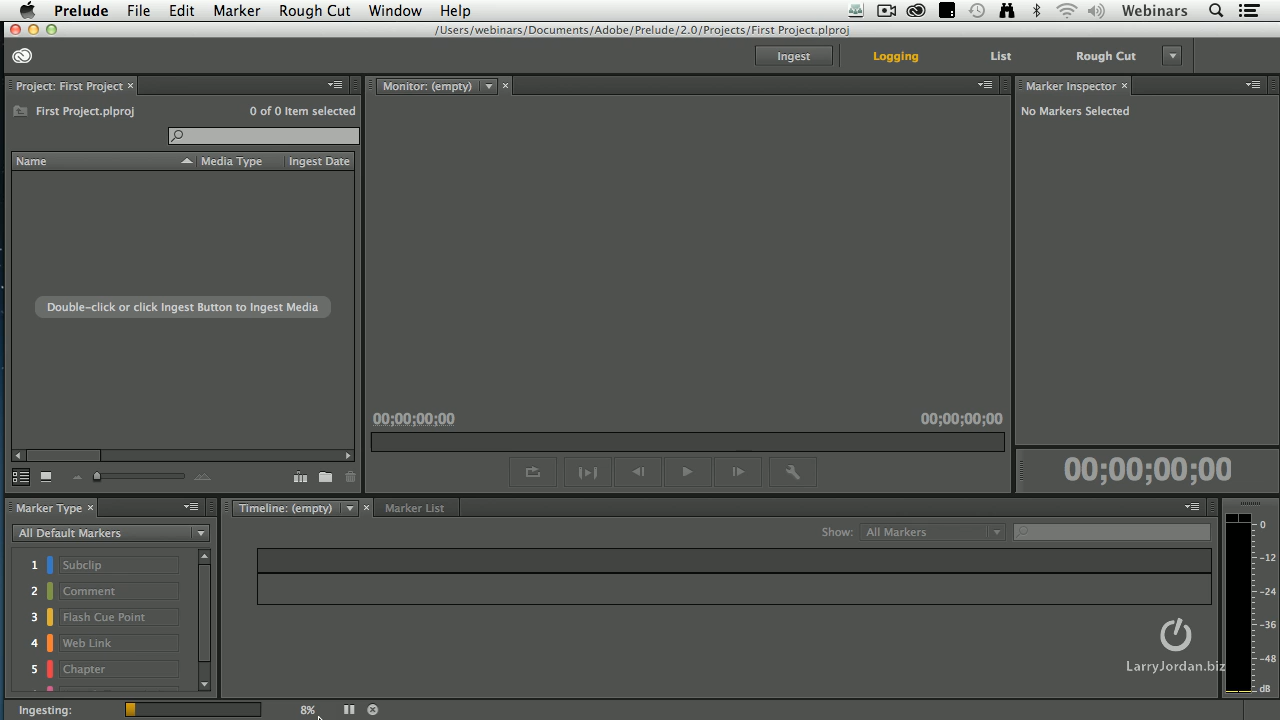 Prelude File Edit Marker Rough Cut Window Help Webinars
/Users/webinars/Documents/Adobe/Prelude/2.0/Projects/First Project.plproj
Ingest Logging List Rough Cut
Project: First Project
Monitor: (empty)
Marker Inspector
First Project.plproj 0 of 0 Item selected
No Markers Selected
Name Media Type Ingest Date
Double-click or click Ingest Button to Ingest Media
00;00;00;00 00;00;00;00
00;00;00;00
Marker Type
Timeline: (empty) Marker List
All Default Markers
Show: All Markers
1 Subclip
2 Comment
3 Flash Cue Point
4 Web Link
5 Chapter
0
-12
-24
-36
-48
dB
LarryJordan.biz
Ingesting: 8%